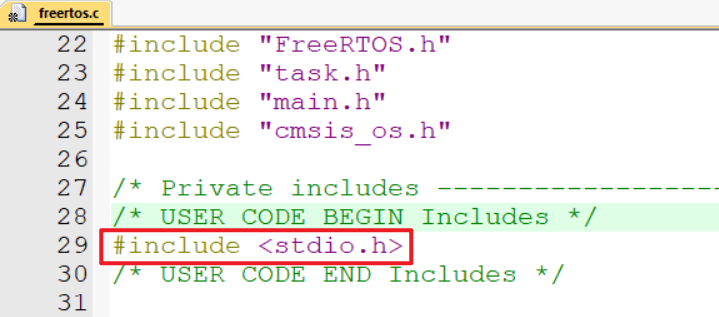 freertos.c
22 #include "FreeRTOS.h"
23 #include "task.h"
24 #include "main.h"
25 #include "cmsis_os.h"
26
27 /* Private includes ------------------
28 /* USER CODE BEGIN Includes */
29 #include <stdio.h>
30 /* USER CODE END Includes */
31